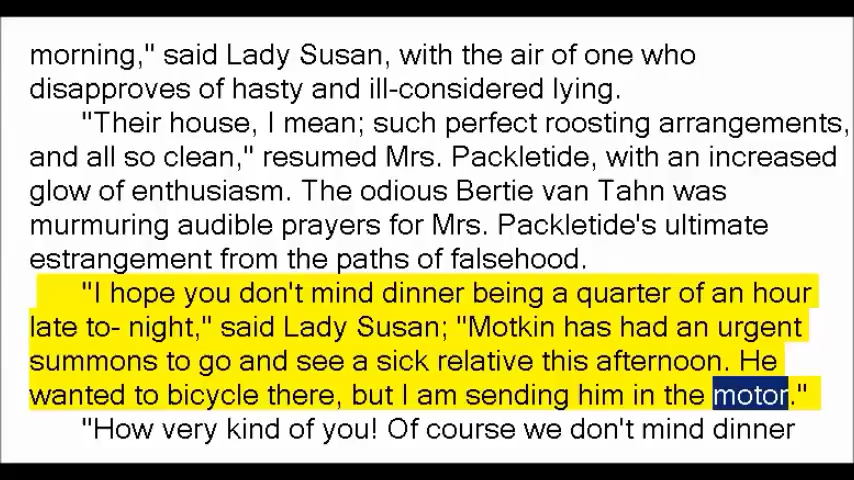 morning," said Lady Susan, with the air of one who
disapproves of hasty and ill-considered lying.
"Their house, I mean; such perfect roosting arrangements,
and all so clean," resumed Mrs. Packletide, with an increased
glow of enthusiasm. The odious Bertie van Tahn was
murmuring audible prayers for Mrs. Packletide's ultimate
estrangement from the paths of falsehood.
"I hope you don't mind dinner being a quarter of an hour
late to- night," said Lady Susan; "Motkin has had an urgent
summons to go and see a sick relative this afternoon. He
wanted to bicycle there, but I am sending him in the motor."
"How very kind of you! Of course we don't mind dinner